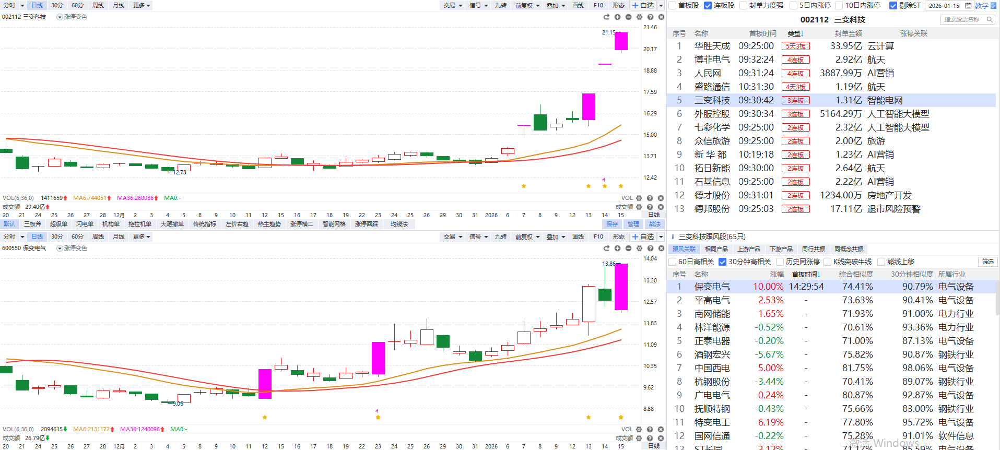 分时 日线 30分 60分 周线 月线 更多 交易 信号 九转 前复权 叠加 画线 F10 形态 +自选
002112 三变科技 涨停变色
21.46
21.15
20.17
18.88
17.59
16.29
15.00
13.71
12.73
12.42
VOL(6,36,0) 1411659 MA6:744051 MA36:260086 MA0:- VOL
成交额 29.40亿 成交额
20 21 24 25 26 27 28 12月 2 3 4 5 8 9 10 11 12 15 16 17 18 19 22 23 24 25 26 29 30 31 2026 6 7 8 9 12 13 14 15 日线
默认 三板斧 超级单 闪电单 机构单 拖拉机单 大笔撤单 传统指标 左价右趋 热主趋势 涨停横二 智能网格 涨停回踪 均线法 保存 管理 战法
分时 日线 30分 60分 周线 月线 更多 交易 信号 九转 前复权 叠加 画线 F10 形态 +自选
600550 保变电气 涨停变色
14.04
13.86
13.30
12.57
11.83
11.09
10.35
9.62
9.06
8.88
VOL(6,36,0) 2094615 MA6:2131172 MA36:1240096 MA0:- VOL
成交额 26.79亿 成交额
20 21 24 25 26 27 28 12月 2 3 4 5 8 9 10 11 12 15 16 17 18 19 22 23 24 25 26 29 30 31 2026 6 7 8 9 12 13 14 15 日线
首板股 连板股 封单力度强 5日内涨停 10日内涨停 剔除ST 2026-01-15 教学
002112 三变科技 搜索股票名称
序号 名称 首板时间 类型↓ 封单金额 涨停关联
1 华胜天成 09:25:00 5天3板 33.95亿 云计算
2 博菲电气 09:32:24 4连板 2.92亿 航天
3 人民网 09:31:24 4连板 3887.99万 AI营销
4 盛路通信 10:31:30 4天3板 1.19亿 航天
5 三变科技 09:30:42 3连板 1.31亿 智能电网
6 外服控股 09:30:34 3连板 5164.29万 人工智能大模型
7 七彩化学 09:25:00 2连板 2.32亿 人工智能大模型
8 众信旅游 09:25:00 2连板 2.00亿 旅游
9 新 华 都 10:19:18 2连板 1.23亿 AI营销
10 拓日新能 09:30:00 2连板 2.64亿 航天
11 石基信息 09:25:00 2连板 2.22亿 AI营销
12 德才股份 09:31:01 2连板 1234.00万 房地产开发
13 德邦股份 09:25:03 2连板 17.11亿 退市风险预警
三变科技跟风股(65只)
跟风关联 相同产品 上游产品 下游产品 同行共振 同概念共振
60日高相关 30分钟高相关 历史同涨停 K线突破牛线 熊线上移 筛选
序号 名称 涨幅 首板时间↓ 综合相似度 30分钟相似度 所属行业
1 保变电气 10.00% 14:29:54 74.41% 90.79% 电气设备
2 平高电气 2.53% - 73.63% 90.41% 电气设备
3 南网储能 1.65% - 71.93% 91.00% 电力行业
4 林洋能源 -0.52% - 70.61% 93.36% 电力行业
5 正泰电器 -0.20% - 71.00% 87.13% 电气设备
6 酒钢宏兴 -5.67% - 75.82% 90.87% 钢铁行业
7 中国西电 5.00% - 81.75% 98.06% 电气设备
8 杭钢股份 -3.44% - 70.41% 89.07% 钢铁行业
9 广电电气 0.24% - 80.87% 92.87% 电气设备
10 抚顺特钢 -0.43% - 75.66% 83.00% 钢铁行业
11 特变电工 6.19% - 77.80% 95.72% 电气设备
12 国网信通 -0.22% - 75.28% 91.01% 软件信息
13 ST长园 3.12% - 71.17% 85.59% 电气设备
激活 Windows